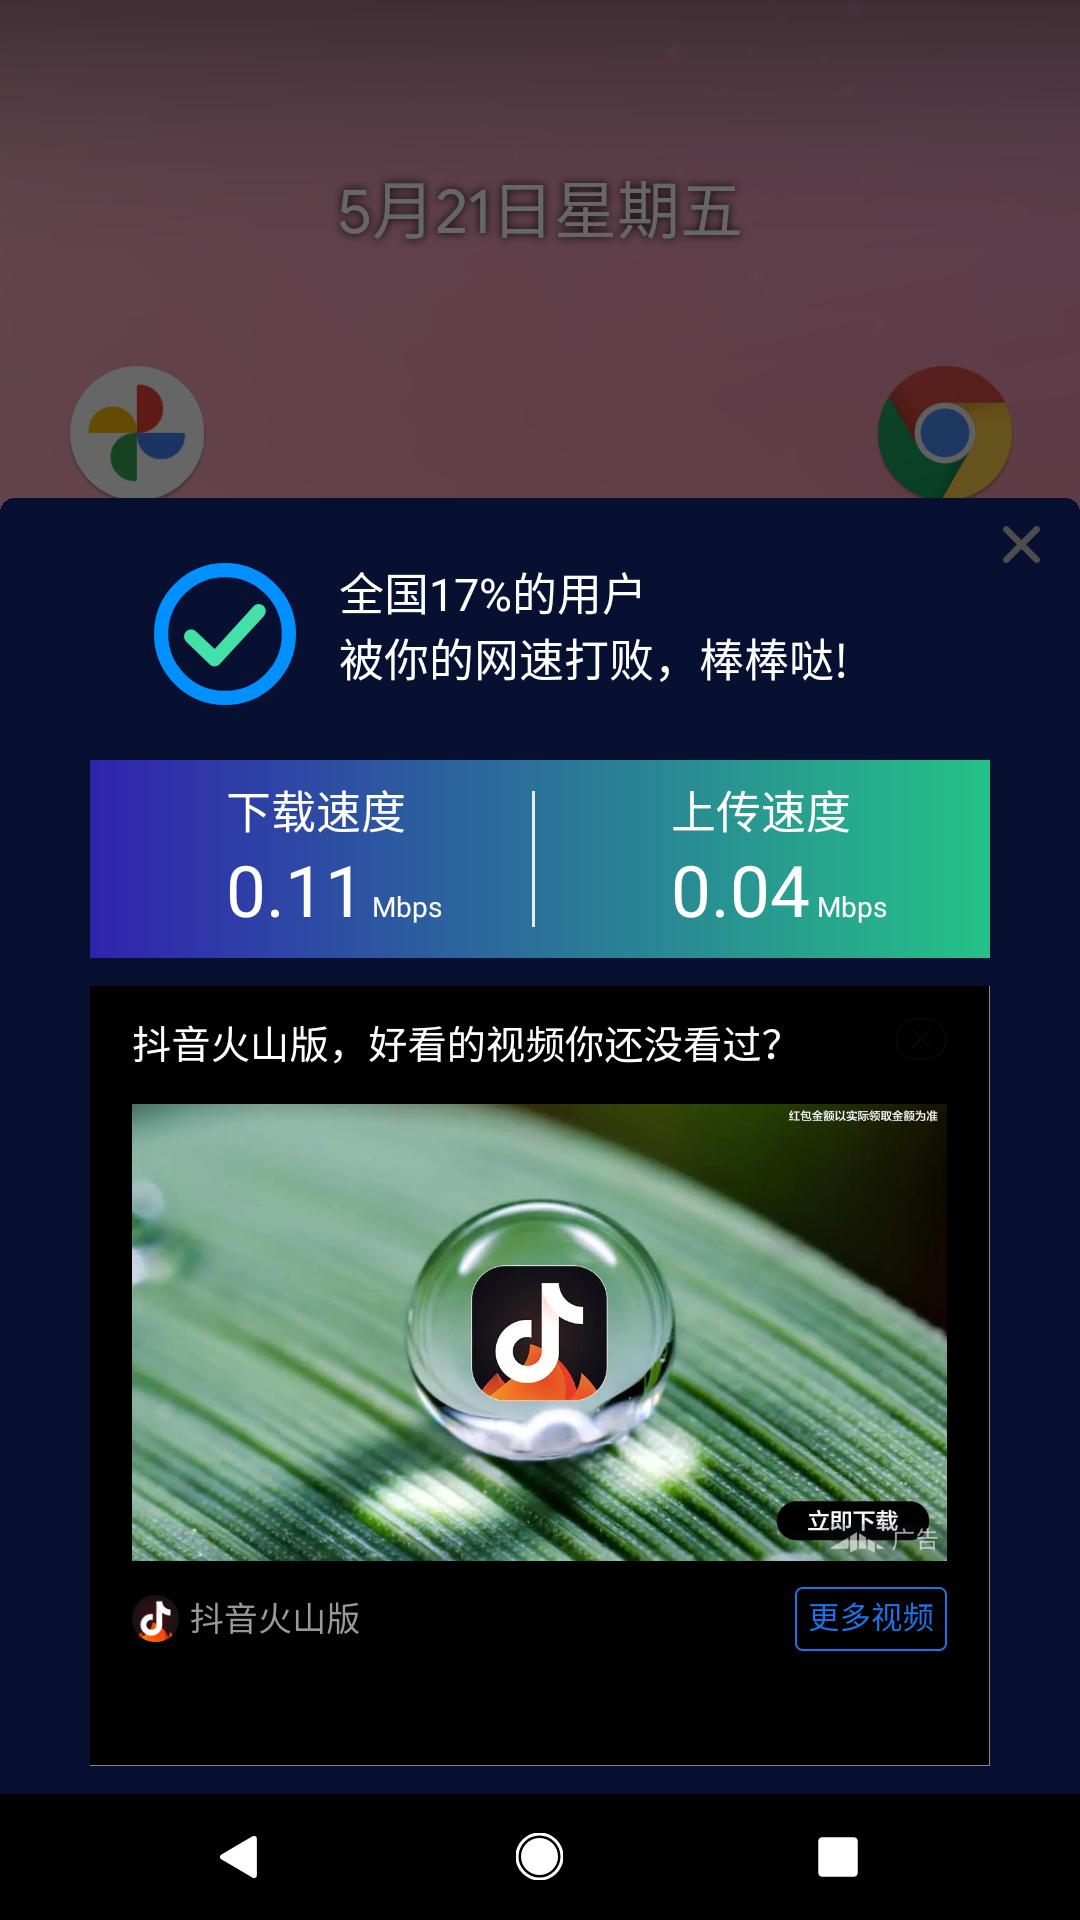 5月21日星期五
全国17%的用户
被你的网速打败，棒棒哒!
下载速度
0.11 Mbps
上传速度
0.04 Mbps
抖音火山版，好看的视频你还没看过？
红包金额以实际领取金额为准
立即下载
广告
抖音火山版
更多视频